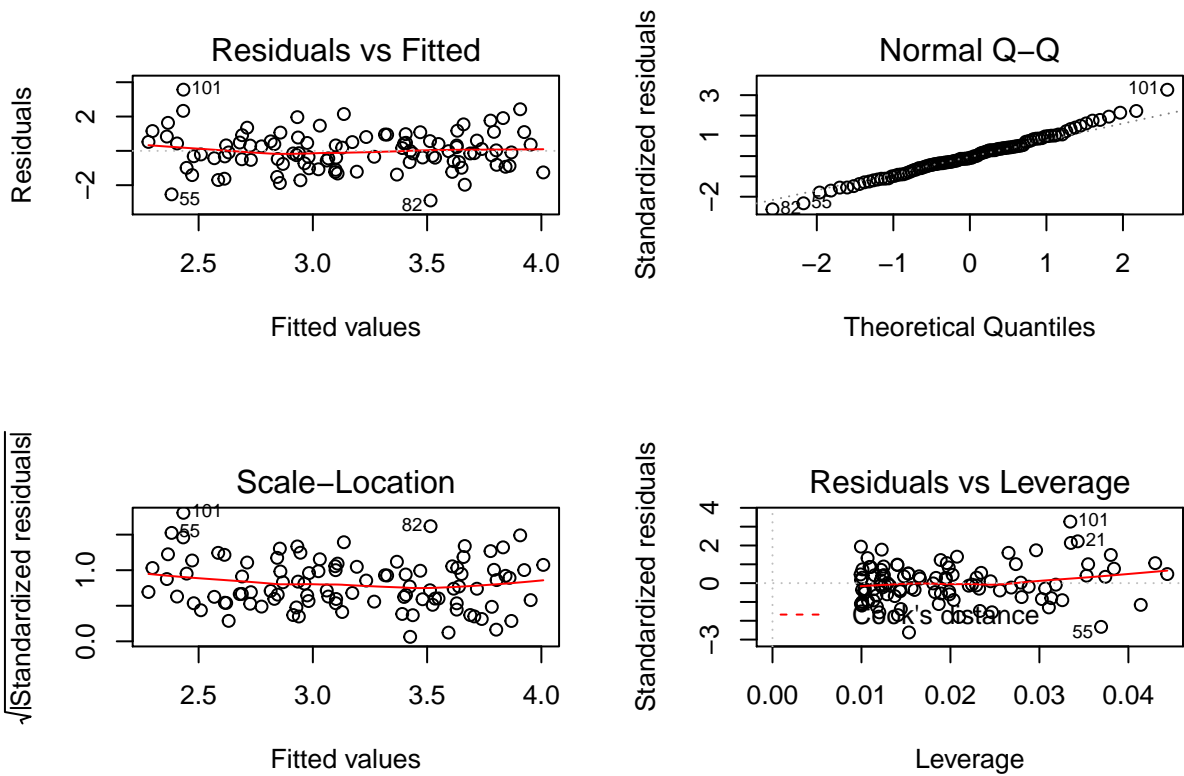 Residuals vs Fitted
Residuals
2
−2
101
55
82
2.5 3.0 3.5 4.0
Fitted values
Normal Q−Q
Standardized residuals
3
1
−2
101
82
55
−2 −1 0 1 2
Theoretical Quantiles
Scale−Location
√|Standardized residuals|
1.0
0.0
101
55
82
2.5 3.0 3.5 4.0
Fitted values
Residuals vs Leverage
Standardized residuals
4
2
0
−3
101
21
55
Cook's distance
0.00 0.01 0.02 0.03 0.04
Leverage